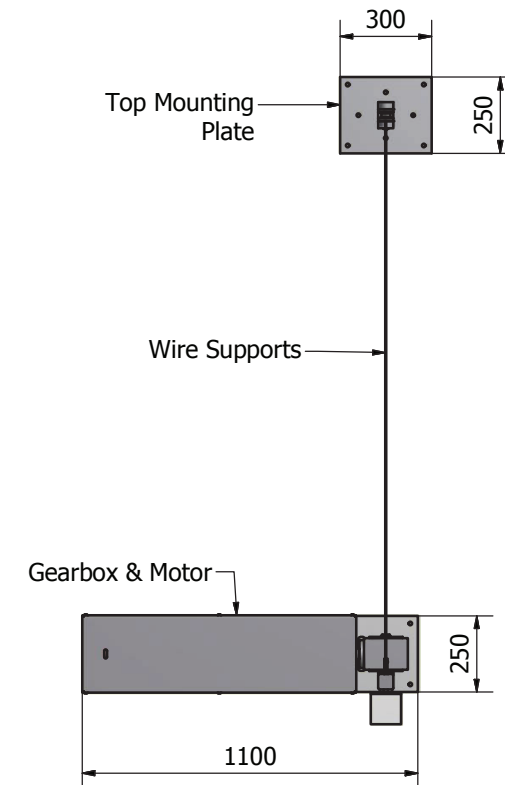 300
Top Mounting
Plate
250
Wire Supports
Gearbox & Motor
250
1100